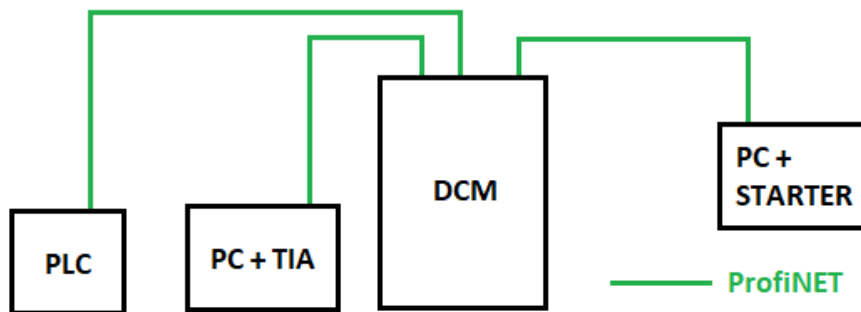 PLC
PC + TIA
DCM
PC +
STARTER
ProfiNET